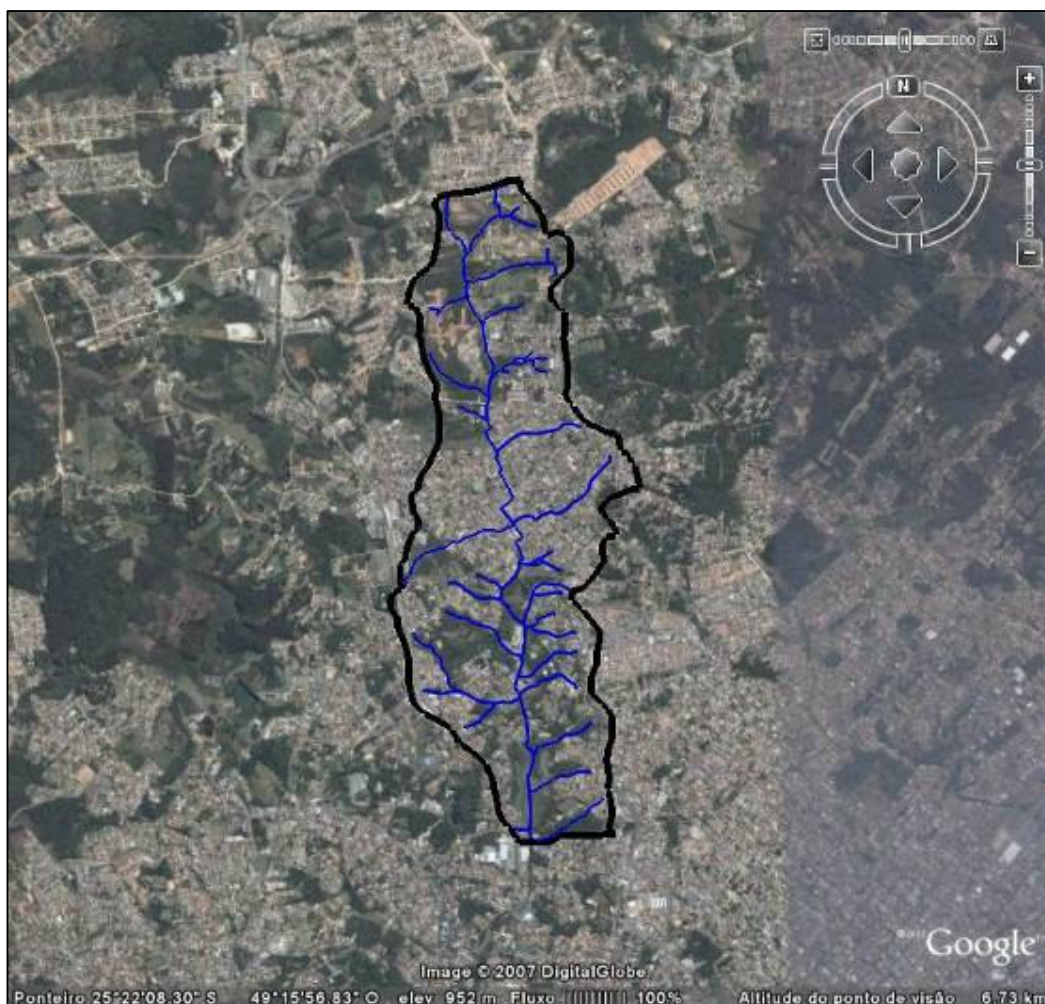 N
Google
Image © 2007 DigitalGlobe
Ponteiro 25°22'08.30" S 49°15'56.83" O elev 952 m Fluxo |||||||||| 100% Altitude do ponto de visão 6.73 km